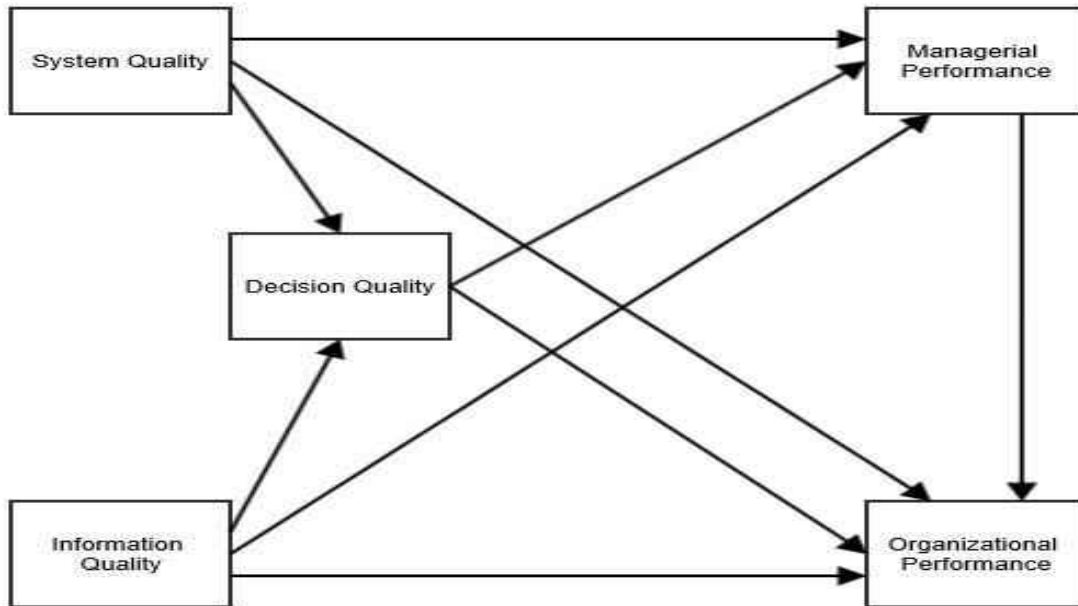 System Quality
Managerial
Performance
Decision Quality
Information
Quality
Organizational
Performance